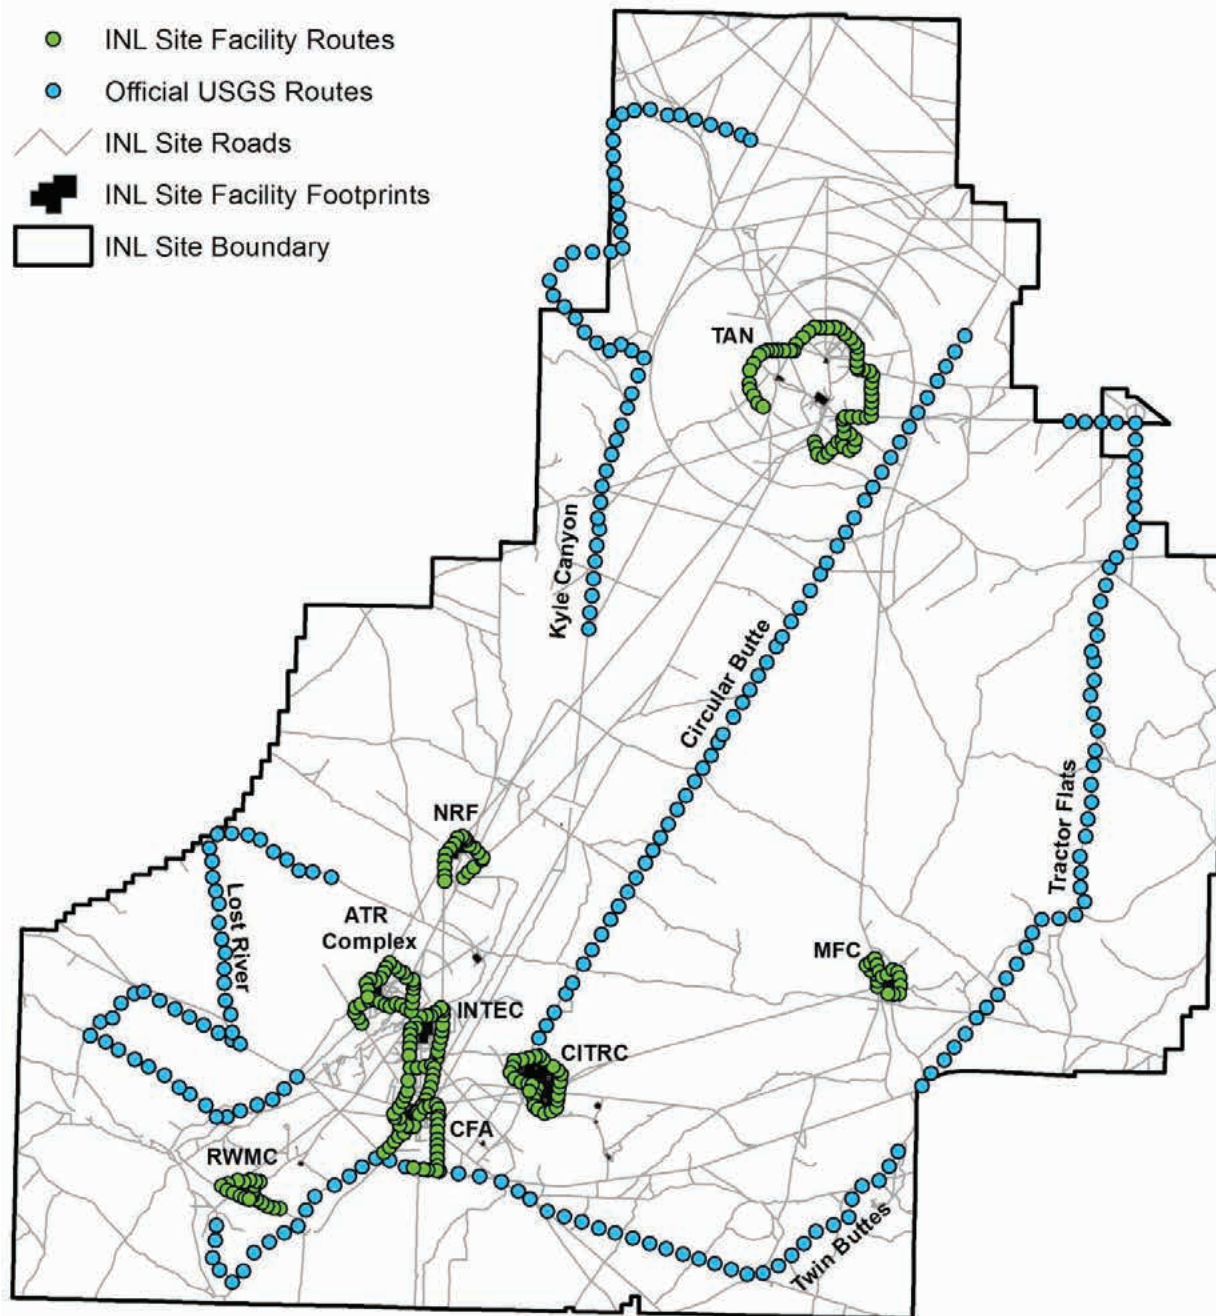 INL Site Facility Routes
Official USGS Routes
INL Site Roads
INL Site Facility Footprints
INL Site Boundary
TAN
Kyle Canyon
Circular Butte
Tractor Flats
NRF
Lost River
ATR
Complex
MFC
INTEC
CITRC
CFA
RWMC
Twin Buttes